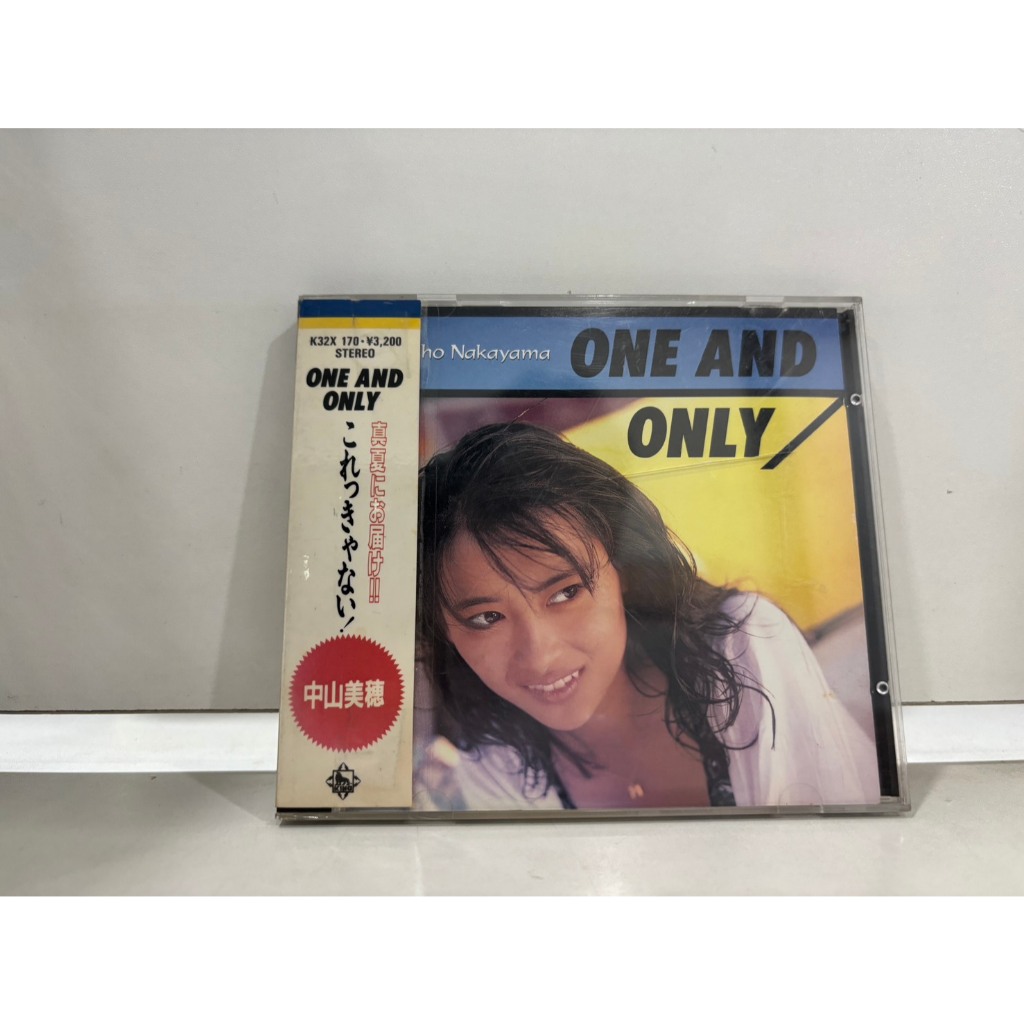 K32X 170・¥3,200
STEREO
ONE AND
ONLY
真夏にお届け!!
これっきゃない!
中山美穂
KING
ho Nakayama
ONE AND
ONLY